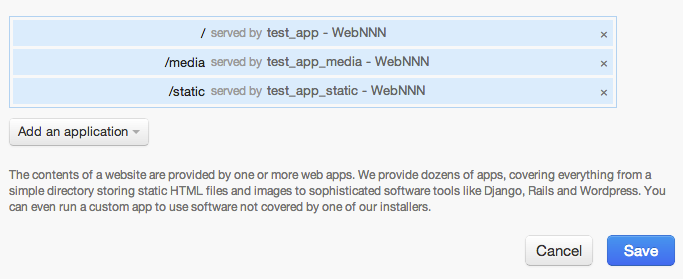 / served by test_app - WebNNN ×
/media served by test_app_media - WebNNN ×
/static served by test_app_static - WebNNN ×
Add an application
The contents of a website are provided by one or more web apps. We provide dozens of apps, covering everything from a
simple directory storing static HTML files and images to sophisticated software tools like Django, Rails and Wordpress. You
can even run a custom app to use software not covered by one of our installers.
Cancel Save